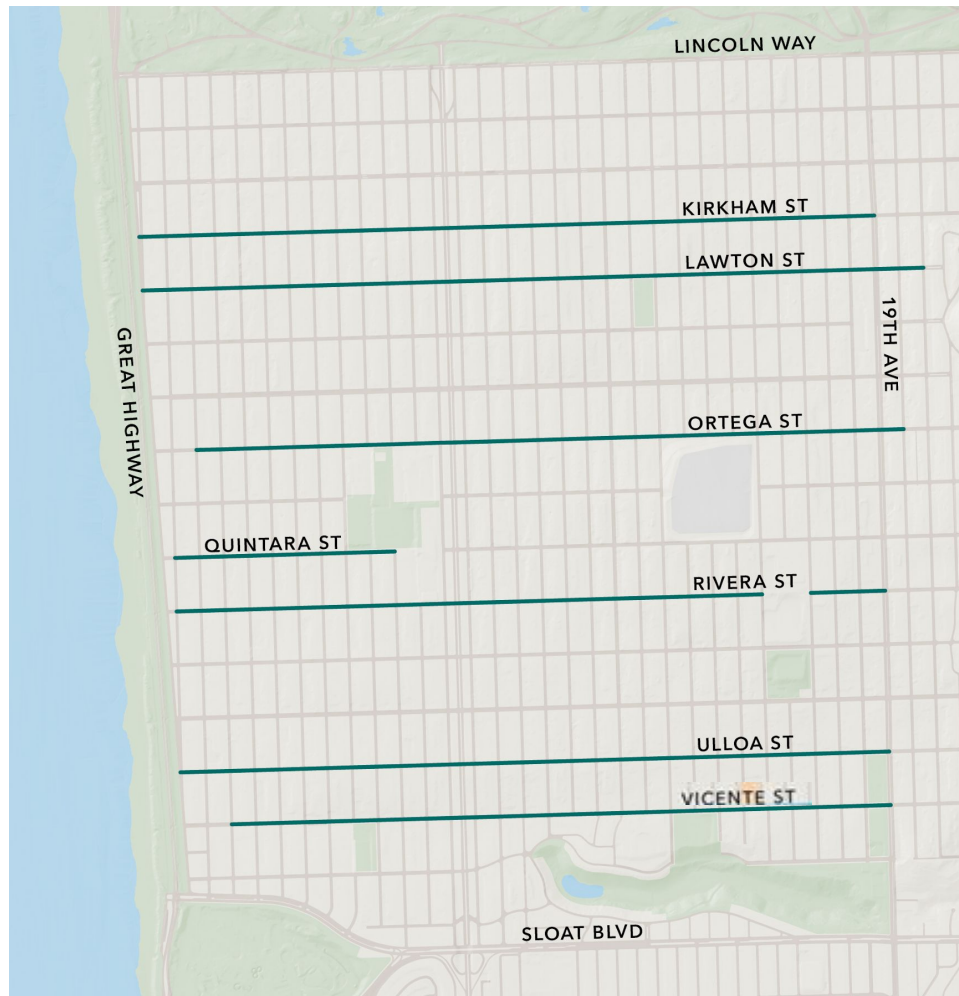 LINCOLN WAY
KIRKHAM ST
LAWTON ST
19TH AVE
GREAT HIGHWAY
ORTEGA ST
QUINTARA ST
RIVERA ST
ULLOA ST
VICENTE ST
SLOAT BLVD